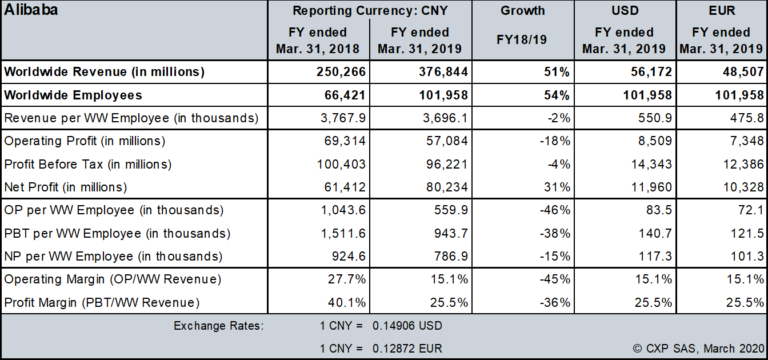 Alibaba Reporting Currency: CNY Growth USD EUR
FY ended FY ended FY18/19 FY ended FY ended
Mar. 31, 2018 Mar. 31, 2019 Mar. 31, 2019 Mar. 31, 2019
Worldwide Revenue (in millions) 250,266 376,844 51% 56,172 48,507
Worldwide Employees 66,421 101,958 54% 101,958 101,958
Revenue per WW Employee (in thousands) 3,767.9 3,696.1 -2% 550.9 475.8
Operating Profit (in millions) 69,314 57,084 -18% 8,509 7,348
Profit Before Tax (in millions) 100,403 96,221 -4% 14,343 12,386
Net Profit (in millions) 61,412 80,234 31% 11,960 10,328
OP per WW Employee (in thousands) 1,043.6 559.9 -46% 83.5 72.1
PBT per WW Employee (in thousands) 1,511.6 943.7 -38% 140.7 121.5
NP per WW Employee (in thousands) 924.6 786.9 -15% 117.3 101.3
Operating Margin (OP/WW Revenue) 27.7% 15.1% -45% 15.1% 15.1%
Profit Margin (PBT/WW Revenue) 40.1% 25.5% -36% 25.5% 25.5%
Exchange Rates: 1 CNY = 0.14906 USD
1 CNY = 0.12872 EUR © CXP SAS, March 2020